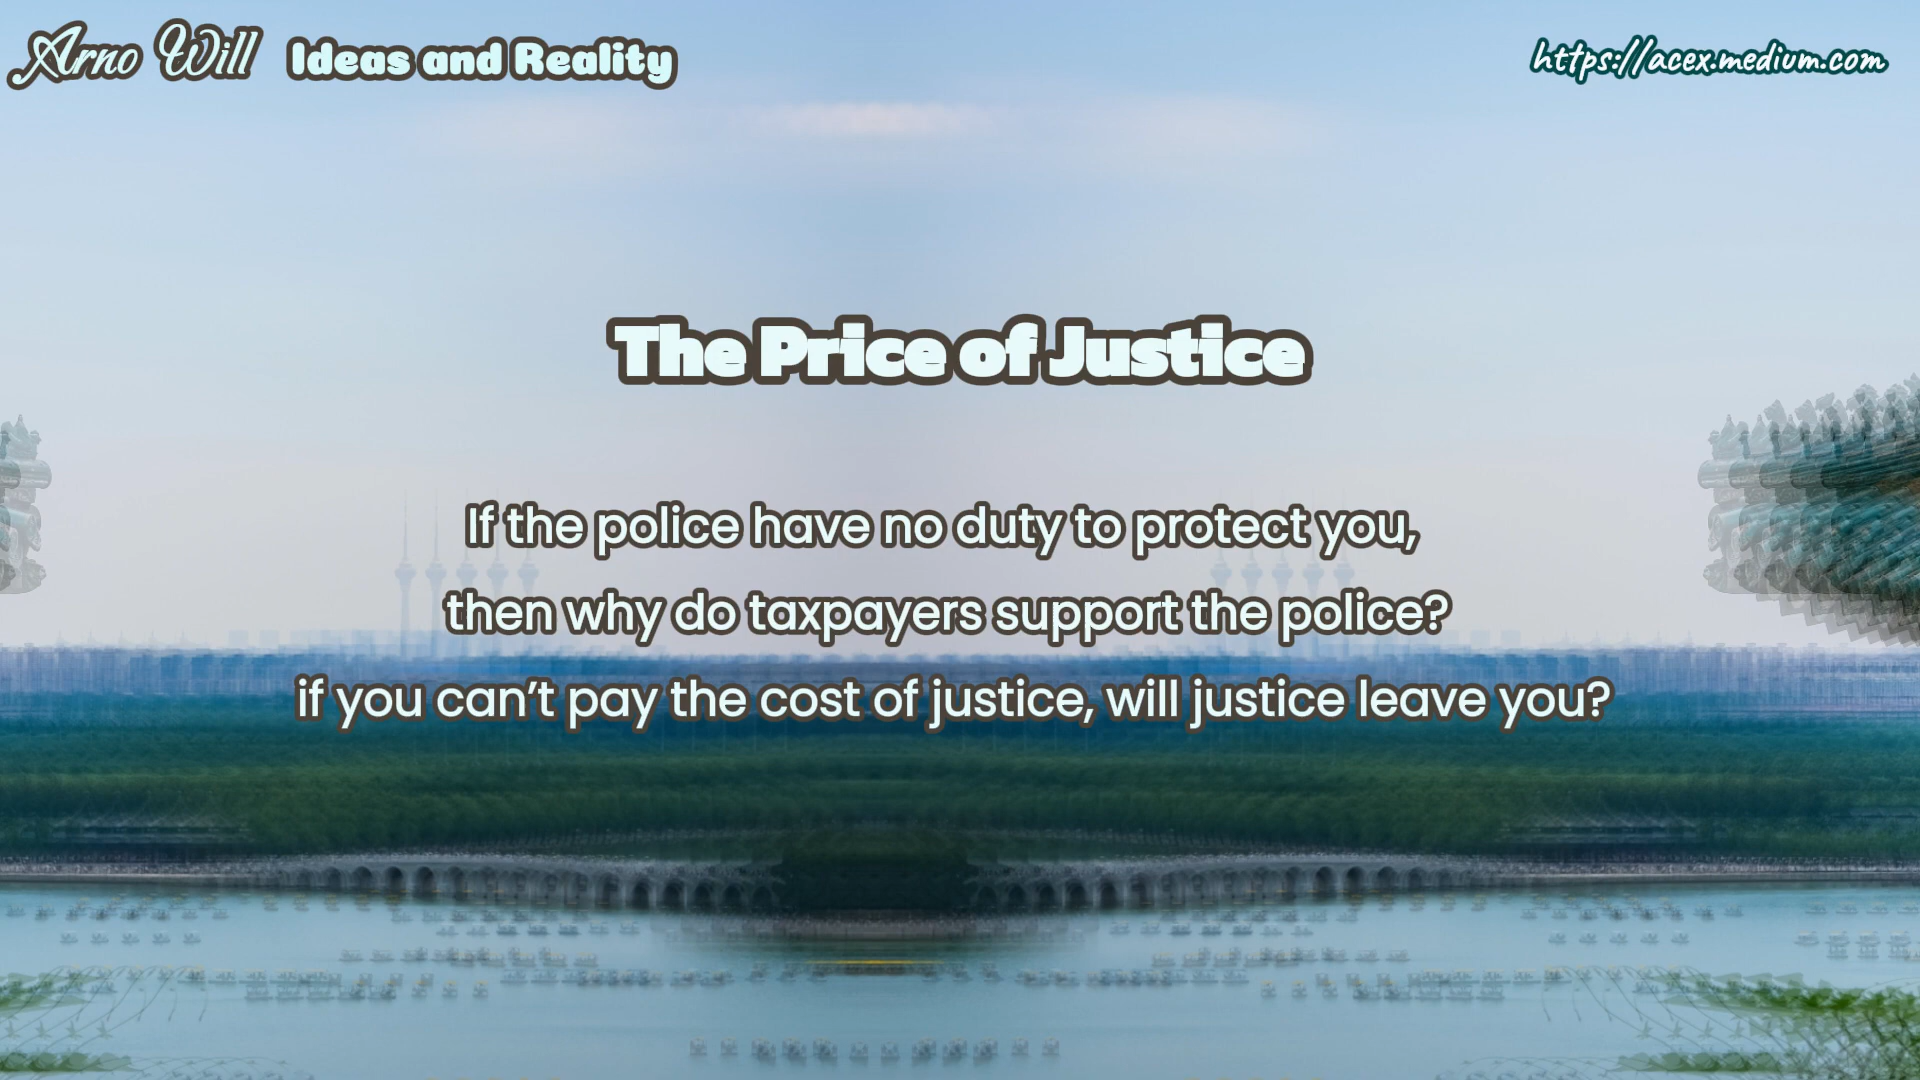 Arno Will Ideas and Reality
https://acex.medium.com
The Price of Justice
If the police have no duty to protect you,
then why do taxpayers support the police?
if you can’t pay the cost of justice, will justice leave you?